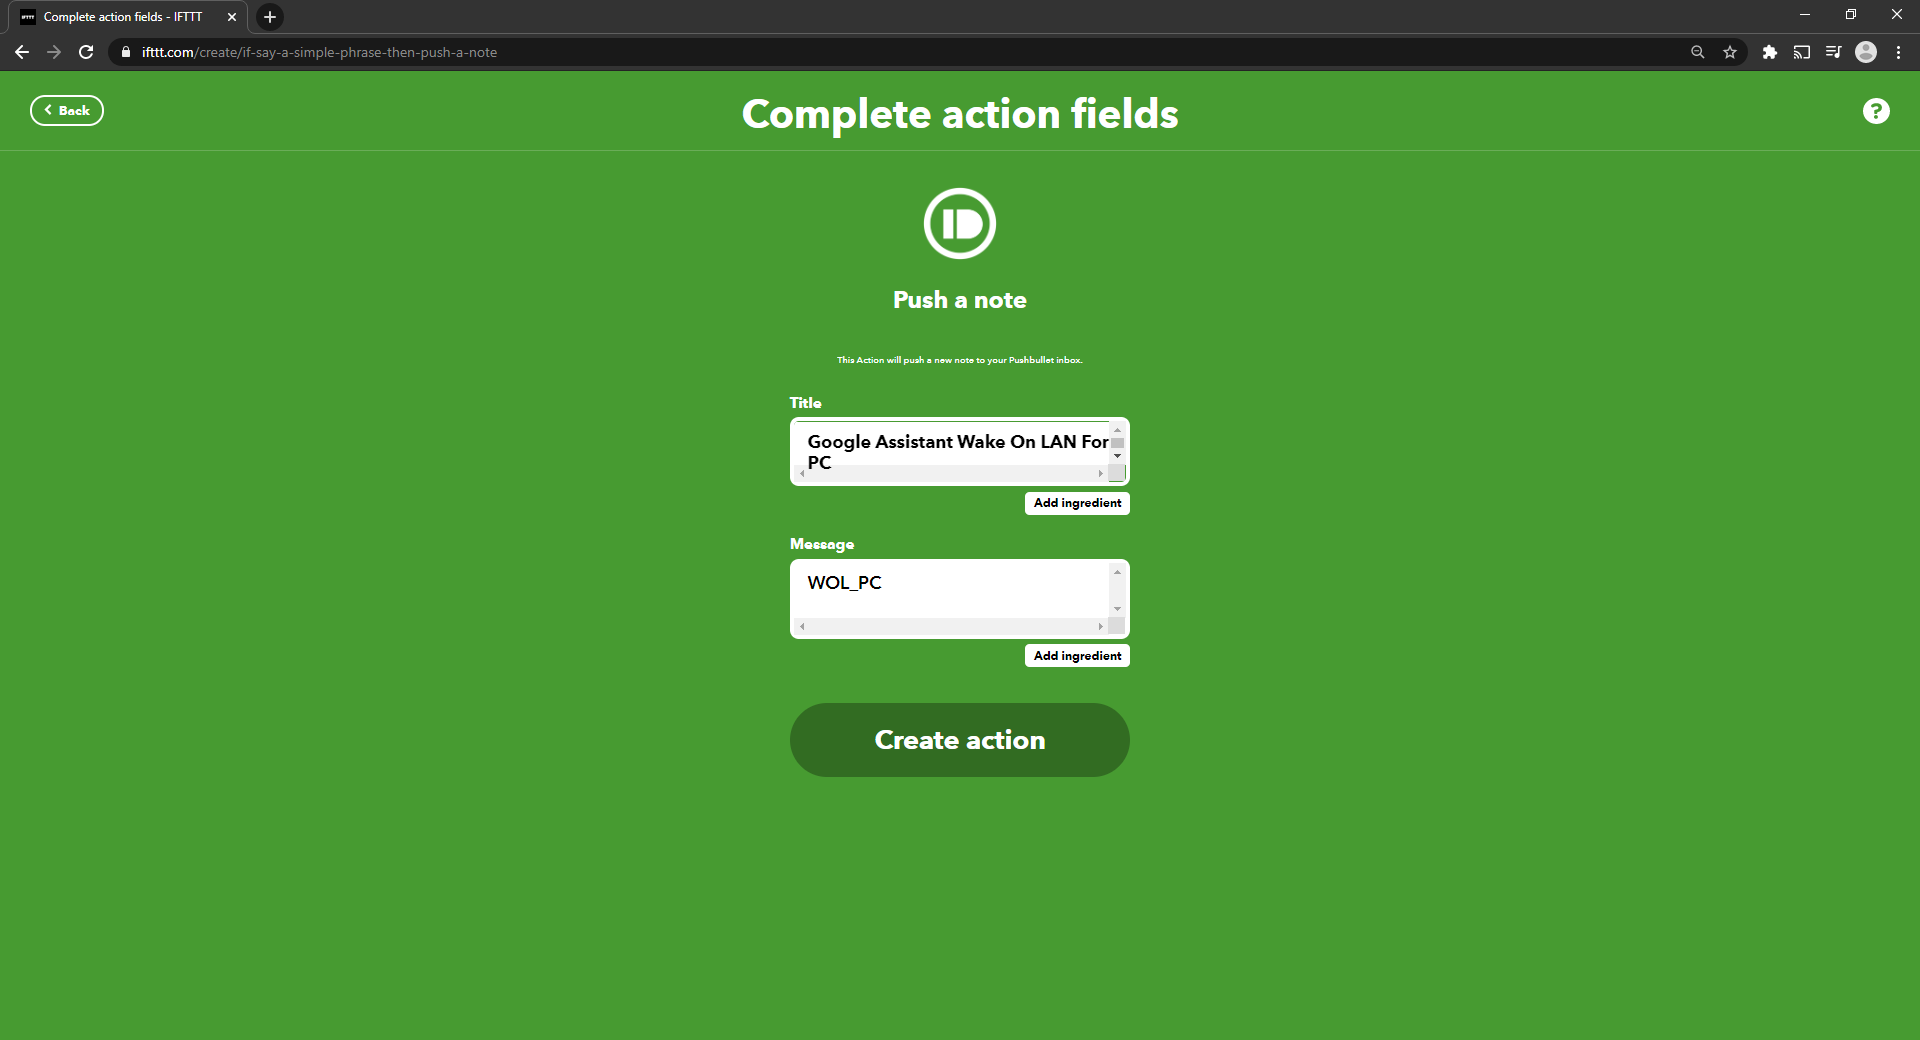 IFTTT
Complete action fields - IFTTT
ifttt.com/create/if-say-a-simple-phrase-then-push-a-note
Back
Complete action fields
?
Push a note
This Action will push a new note to your Pushbullet inbox.
Title
Google Assistant Wake On LAN For
PC
Add ingredient
Message
WOL_PC
Add ingredient
Create action